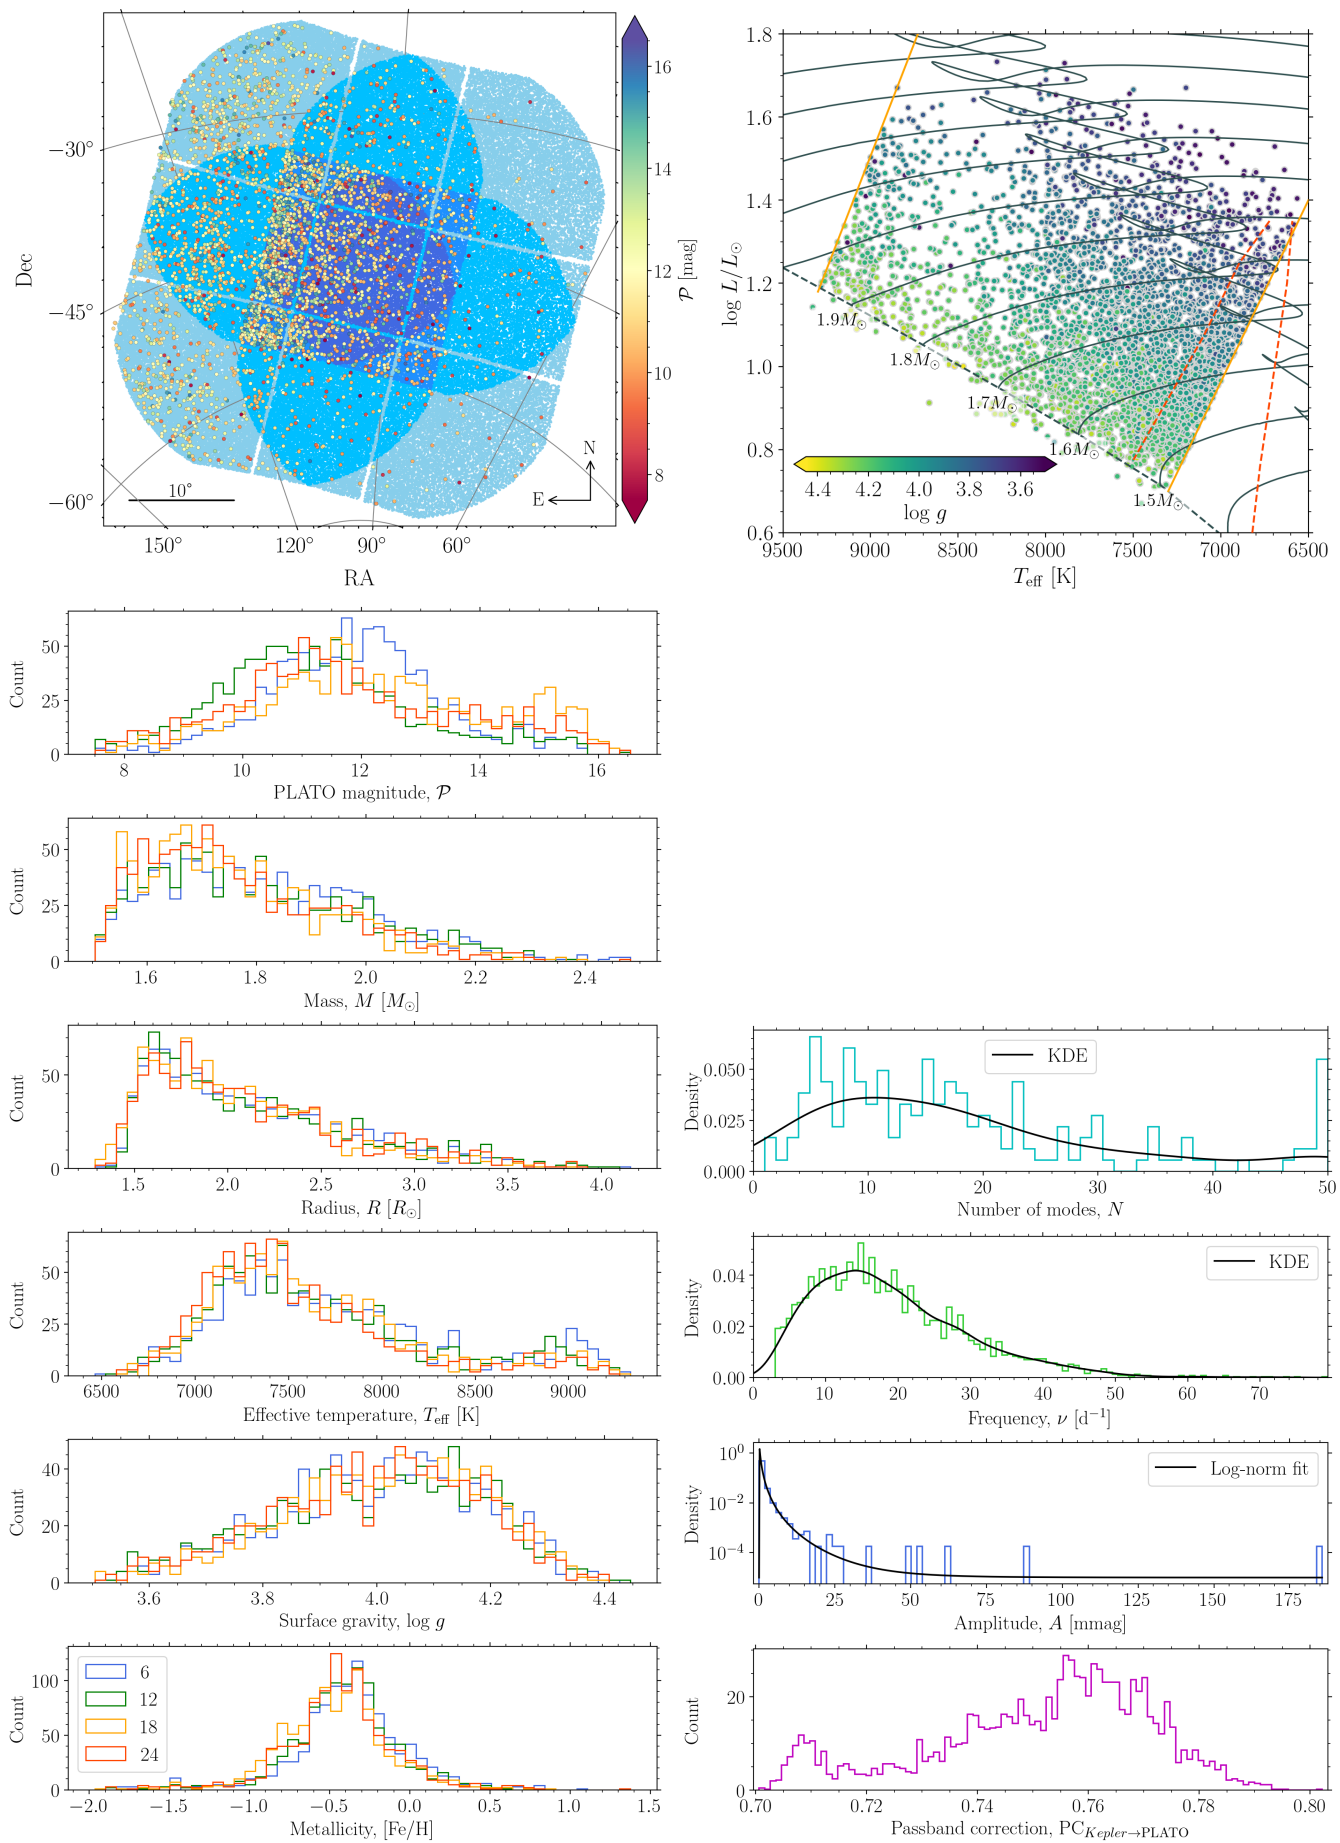 16
14
12
10
8
𝒫 [mag]
−30°
−45°
−60°
Dec
10°
N
E
150°
120°
90°
60°
RA
1.8
1.6
1.4
1.2
1.0
0.8
0.6
log L/L⊙
1.9M⊙
1.8M⊙
1.7M⊙
1.6M⊙
1.5M⊙
4.4 4.2 4.0 3.8 3.6
log g
9500 9000 8500 8000 7500 7000 6500
Teff [K]
50
25
0
Count
8 10 12 14 16
PLATO magnitude, 𝒫
50
25
0
Count
1.6 1.8 2.0 2.2 2.4
Mass, M [M⊙]
50
0
Count
1.5 2.0 2.5 3.0 3.5 4.0
Radius, R [R⊙]
50
25
0
Count
6500 7000 7500 8000 8500 9000
Effective temperature, Teff [K]
40
20
0
Count
3.6 3.8 4.0 4.2 4.4
Surface gravity, log g
100
50
0
Count
6
12
18
24
−2.0 −1.5 −1.0 −0.5 0.0 0.5 1.0 1.5
Metallicity, [Fe/H]
0.050
0.025
0.000
Density
KDE
0 10 20 30 40 50
Number of modes, N
0.04
0.02
0.00
Density
KDE
0 10 20 30 40 50 60 70
Frequency, ν [d⁻¹]
10⁰
10⁻²
10⁻⁴
Density
Log-norm fit
0 25 50 75 100 125 150 175
Amplitude, A [mmag]
20
0
Count
0.70 0.72 0.74 0.76 0.78 0.80
Passband correction, PC Kepler→PLATO